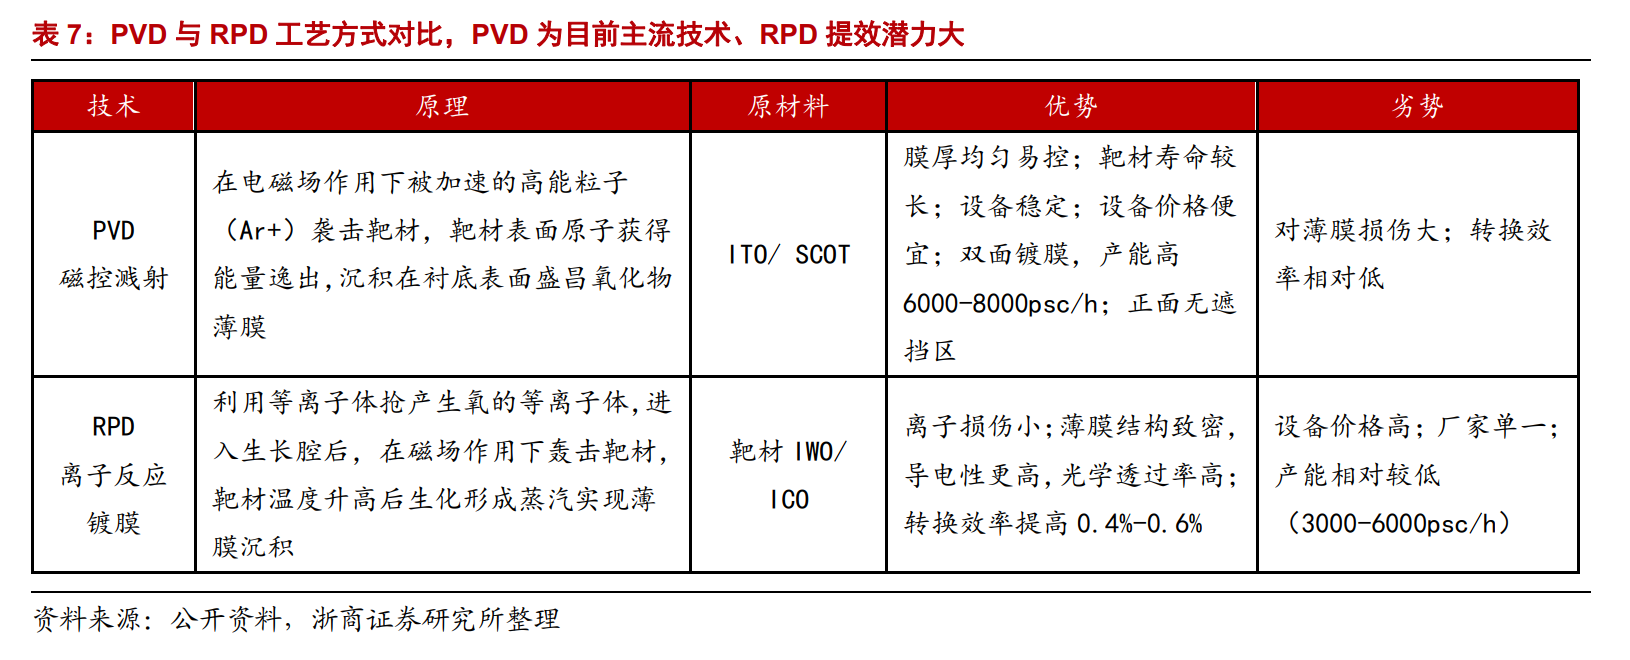 表 7：PVD 与 RPD 工艺方式对比，PVD 为目前主流技术、RPD 提效潜力大
技术 原理 原材料 优势 劣势
PVD
磁控溅射
在电磁场作用下被加速的高能粒子
（Ar+）袭击靶材，靶材表面原子获得
能量逸出,沉积在衬底表面盛昌氧化物
薄膜
ITO/ SCOT
膜厚均匀易控；靶材寿命较
长；设备稳定；设备价格便
宜；双面镀膜，产能高
6000-8000psc/h；正面无遮
挡区
对薄膜损伤大；转换效
率相对低
RPD
离子反应
镀膜
利用等离子体抢产生氧的等离子体,进
入生长腔后，在磁场作用下轰击靶材，
靶材温度升高后生化形成蒸汽实现薄
膜沉积
靶材 IWO/
ICO
离子损伤小;薄膜结构致密，
导电性更高,光学透过率高；
转换效率提高 0.4%-0.6%
设备价格高；厂家单一；
产能相对较低
（3000-6000psc/h）
资料来源：公开资料，浙商证券研究所整理